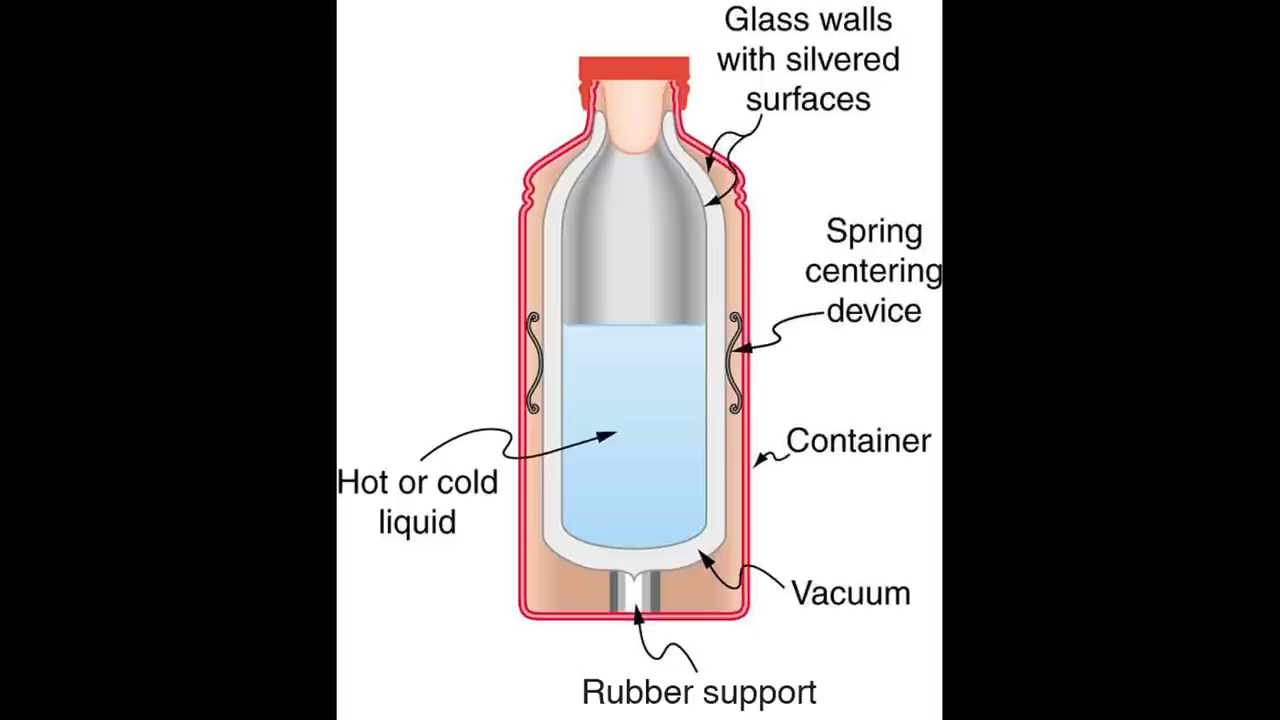 Glass walls
with silvered
surfaces
Spring
centering
device
Container
Hot or cold
liquid
Vacuum
Rubber support